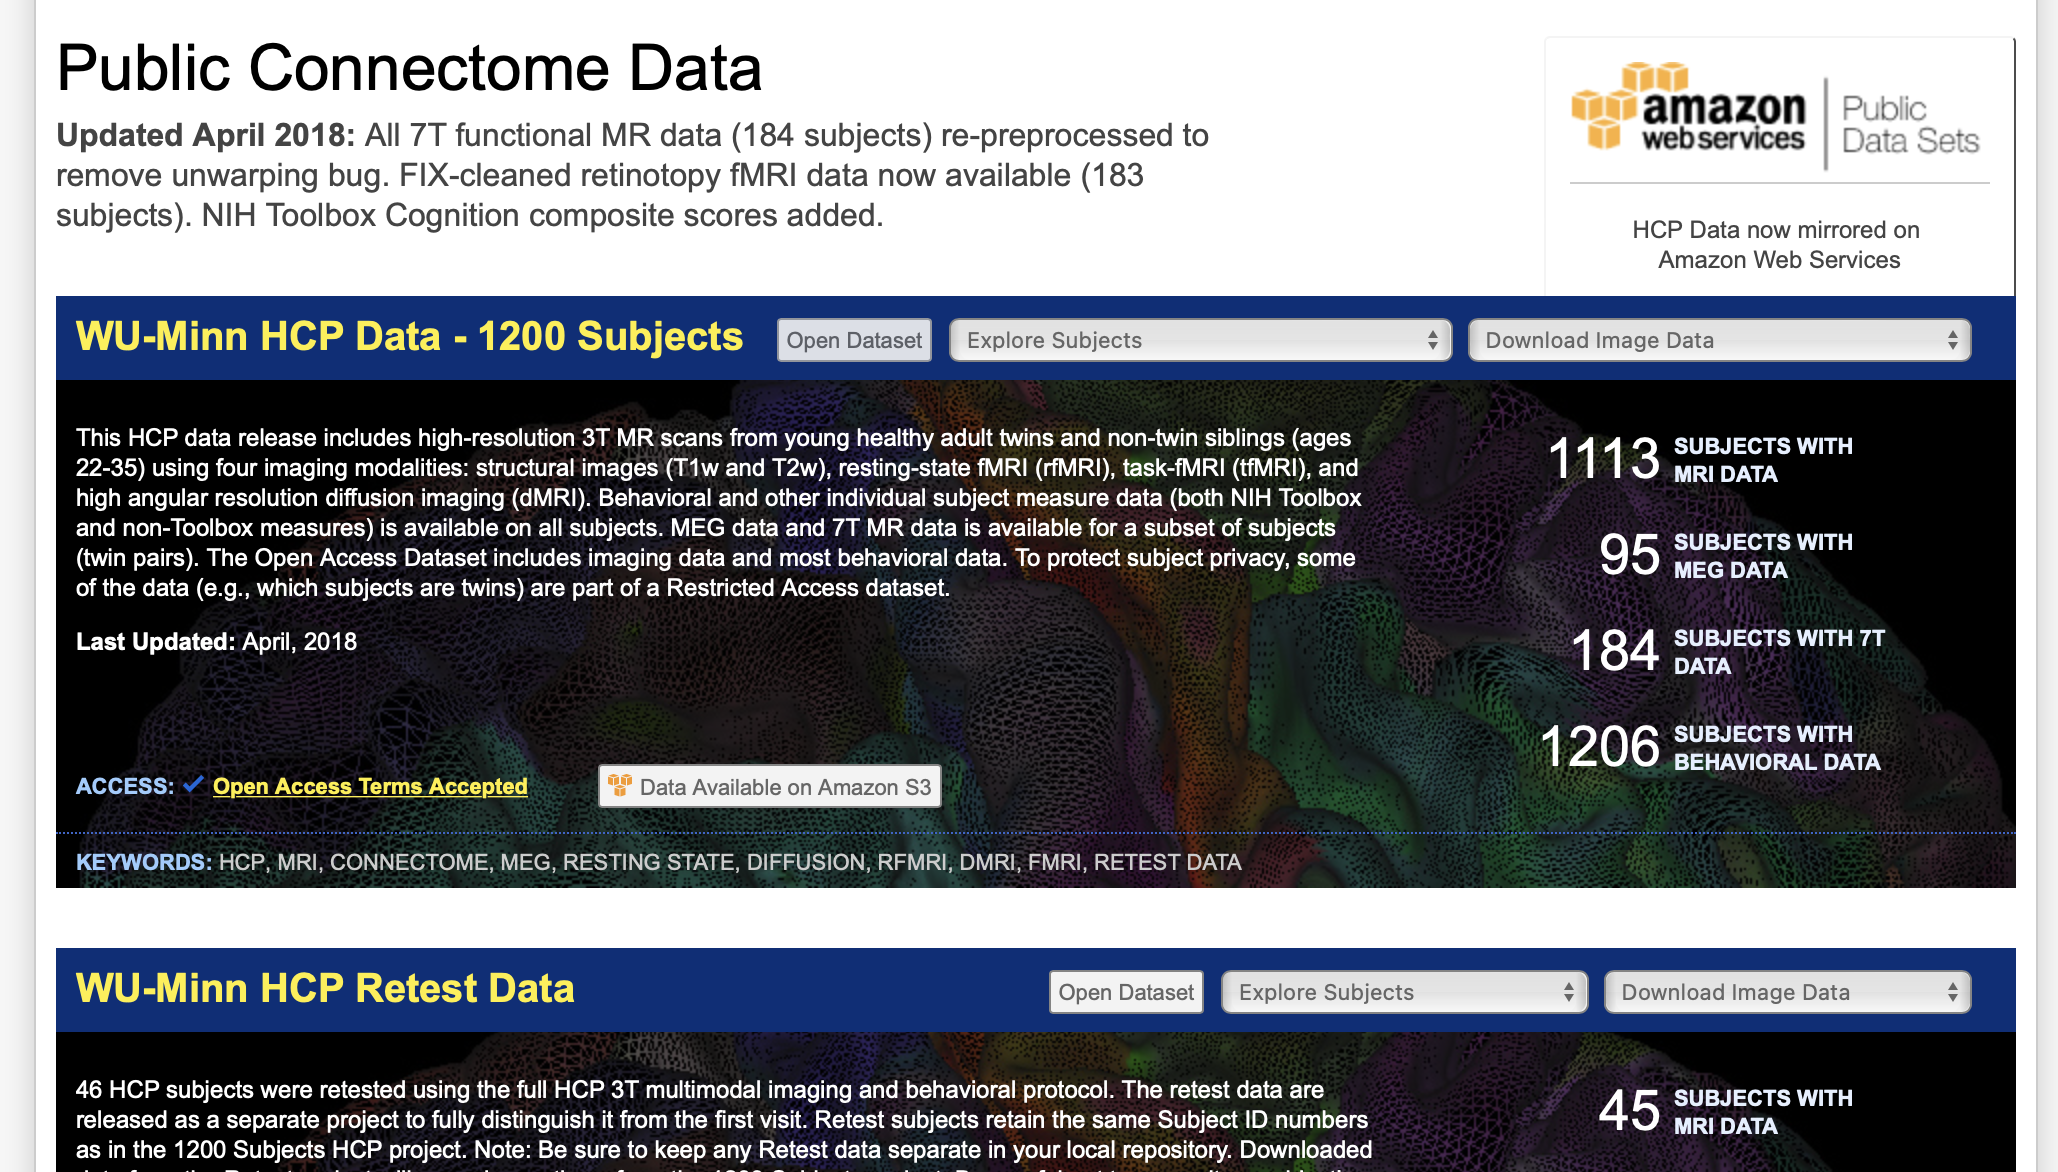 Public Connectome Data
Updated April 2018: All 7T functional MR data (184 subjects) re-preprocessed to
remove unwarping bug. FIX-cleaned retinotopy fMRI data now available (183
subjects). NIH Toolbox Cognition composite scores added.
amazon
webservices
Public
Data Sets
HCP Data now mirrored on
Amazon Web Services
WU-Minn HCP Data - 1200 Subjects
Open Dataset
Explore Subjects
Download Image Data
This HCP data release includes high-resolution 3T MR scans from young healthy adult twins and non-twin siblings (ages
22-35) using four imaging modalities: structural images (T1w and T2w), resting-state fMRI (rfMRI), task-fMRI (tfMRI), and
high angular resolution diffusion imaging (dMRI). Behavioral and other individual subject measure data (both NIH Toolbox
and non-Toolbox measures) is available on all subjects. MEG data and 7T MR data is available for a subset of subjects
(twin pairs). The Open Access Dataset includes imaging data and most behavioral data. To protect subject privacy, some
of the data (e.g., which subjects are twins) are part of a Restricted Access dataset.
Last Updated: April, 2018
1113 SUBJECTS WITH
MRI DATA
95 SUBJECTS WITH
MEG DATA
184 SUBJECTS WITH 7T
DATA
1206 SUBJECTS WITH
BEHAVIORAL DATA
ACCESS: ✓ Open Access Terms Accepted
Data Available on Amazon S3
KEYWORDS: HCP, MRI, CONNECTOME, MEG, RESTING STATE, DIFFUSION, RFMRI, DMRI, FMRI, RETEST DATA
WU-Minn HCP Retest Data
Open Dataset
Explore Subjects
Download Image Data
46 HCP subjects were retested using the full HCP 3T multimodal imaging and behavioral protocol. The retest data are
released as a separate project to fully distinguish it from the first visit. Retest subjects retain the same Subject ID numbers
as in the 1200 Subjects HCP project. Note: Be sure to keep any Retest data separate in your local repository. Downloaded
45 SUBJECTS WITH
MRI DATA